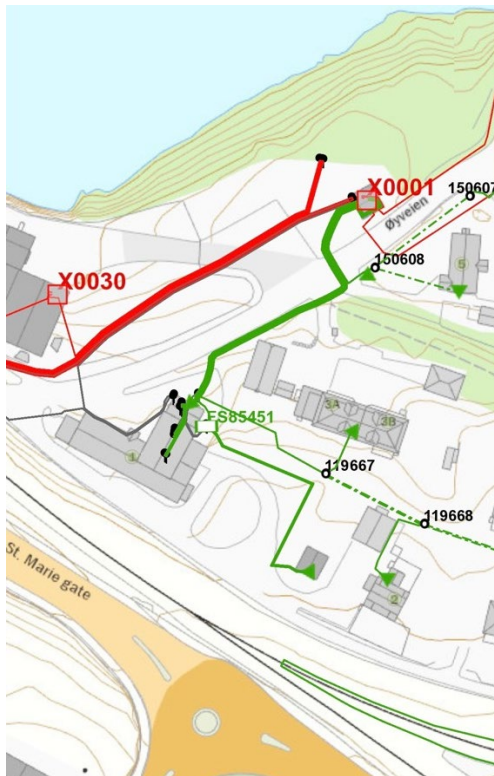 X0001
150607
Øyveien
150608
5
X0030
3A
3B
FS85451
1
119667
119668
2
St. Marie gate